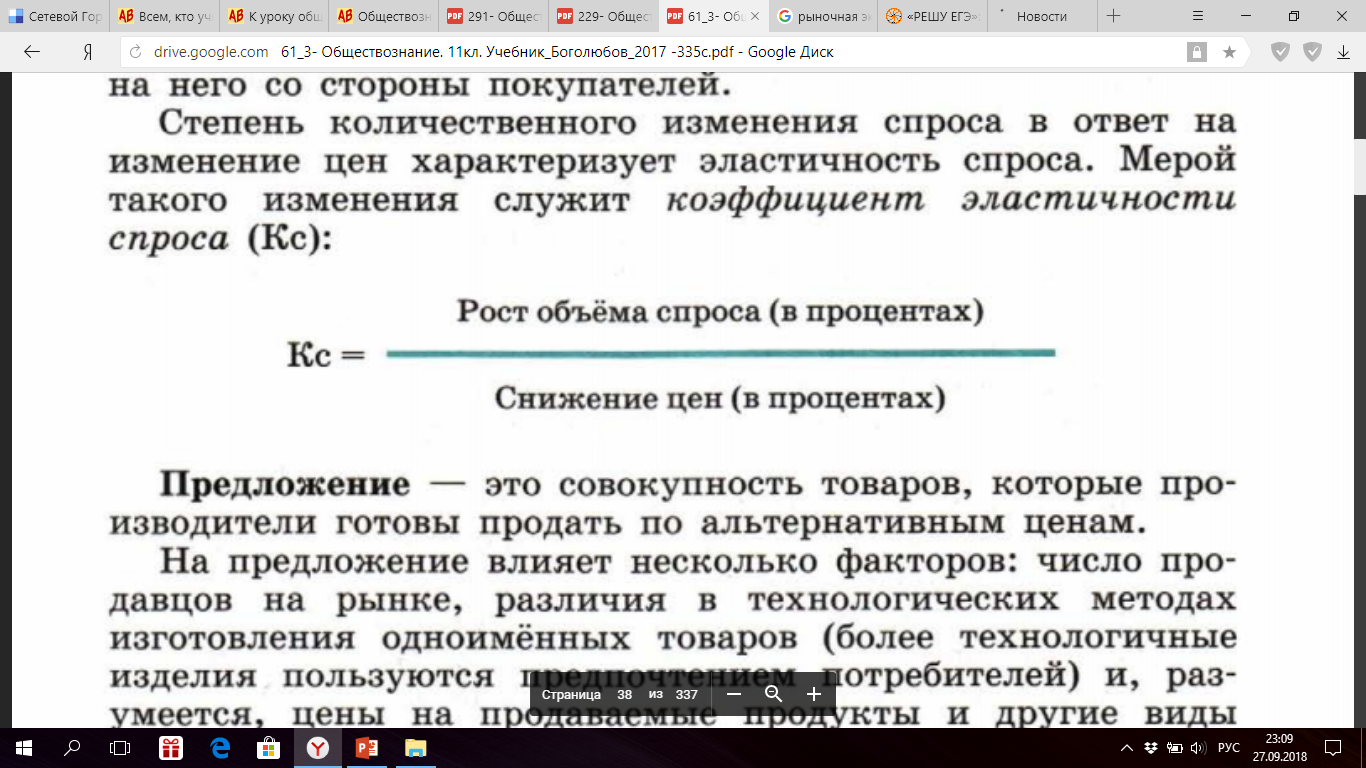 Сетевой Гор
Всем, кто уч
К уроку общ
Обществозн
291- Общест
229- Общест
61_3- Об
рыночная эк
«РЕШУ ЕГЭ»
Новости
drive.google.com 61_3- Обществознание. 11кл. Учебник_Боголюбов_2017 -335с.pdf - Google Диск
на него со стороны покупателей.
Степень количественного изменения спроса в ответ на
изменение цен характеризует эластичность спроса. Мерой
такого изменения служит коэффициент эластичности
спроса (Кс):
Рост объёма спроса (в процентах)
Кс =
Снижение цен (в процентах)
Предложение — это совокупность товаров, которые про-
изводители готовы продать по альтернативным ценам.
На предложение влияет несколько факторов: число про-
давцов на рынке, различия в технологических методах
изготовления одноимённых товаров (более технологичные
изделия пользуются предпочтением потребителей) и, раз-
умеется, цены на продаваемые продукты и другие виды
Страница 38 из 337
РУС
23:09
27.09.2018